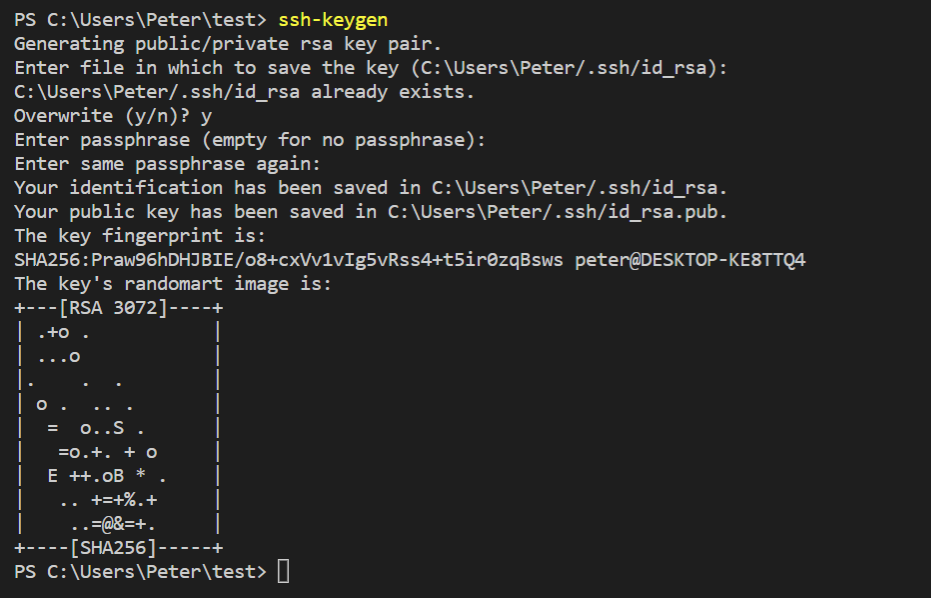 PS C:\Users\Peter\test> ssh-keygen
Generating public/private rsa key pair.
Enter file in which to save the key (C:\Users\Peter/.ssh/id_rsa):
C:\Users\Peter/.ssh/id_rsa already exists.
Overwrite (y/n)? y
Enter passphrase (empty for no passphrase):
Enter same passphrase again:
Your identification has been saved in C:\Users\Peter/.ssh/id_rsa.
Your public key has been saved in C:\Users\Peter/.ssh/id_rsa.pub.
The key fingerprint is:
SHA256:Praw96hDHJBIE/o8+cxVv1vIg5vRss4+t5ir0zqBsws peter@DESKTOP-KE8TTQ4
The key's randomart image is:
+---[RSA 3072]----+
| .+o .           |
| ...o            |
|.    .  .        |
| o .  .. .       |
|  =  o..S .      |
|   =o.+. + o     |
|  E ++.oB * .    |
|   .. +=+%.+     |
|    ..=@&=+.     |
+----[SHA256]-----+
PS C:\Users\Peter\test>